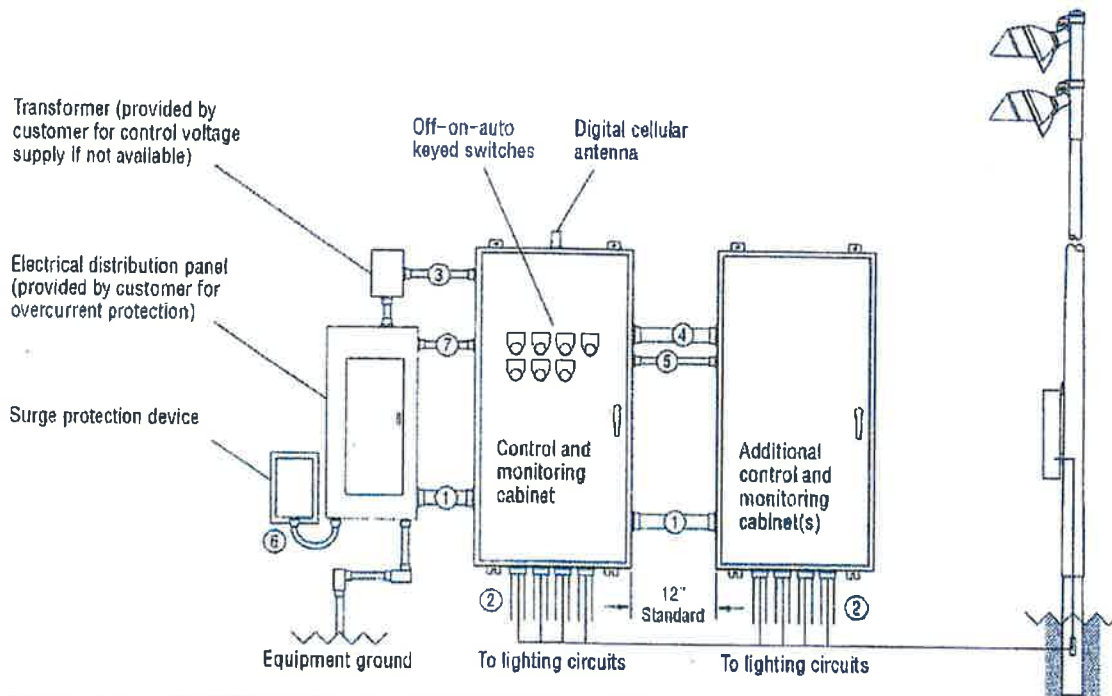 Transformer (provided by
customer for control voltage
supply if not available)
Off-on-auto
keyed switches
Digital cellular
antenna
Electrical distribution panel
(provided by customer for
overcurrent protection)
Surge protection device
3
7
1
6
4
5
1
Control and
monitoring
cabinet
Additional
control and
monitoring
cabinet(s)
2
12"
Standard
2
Equipment ground
To lighting circuits
To lighting circuits